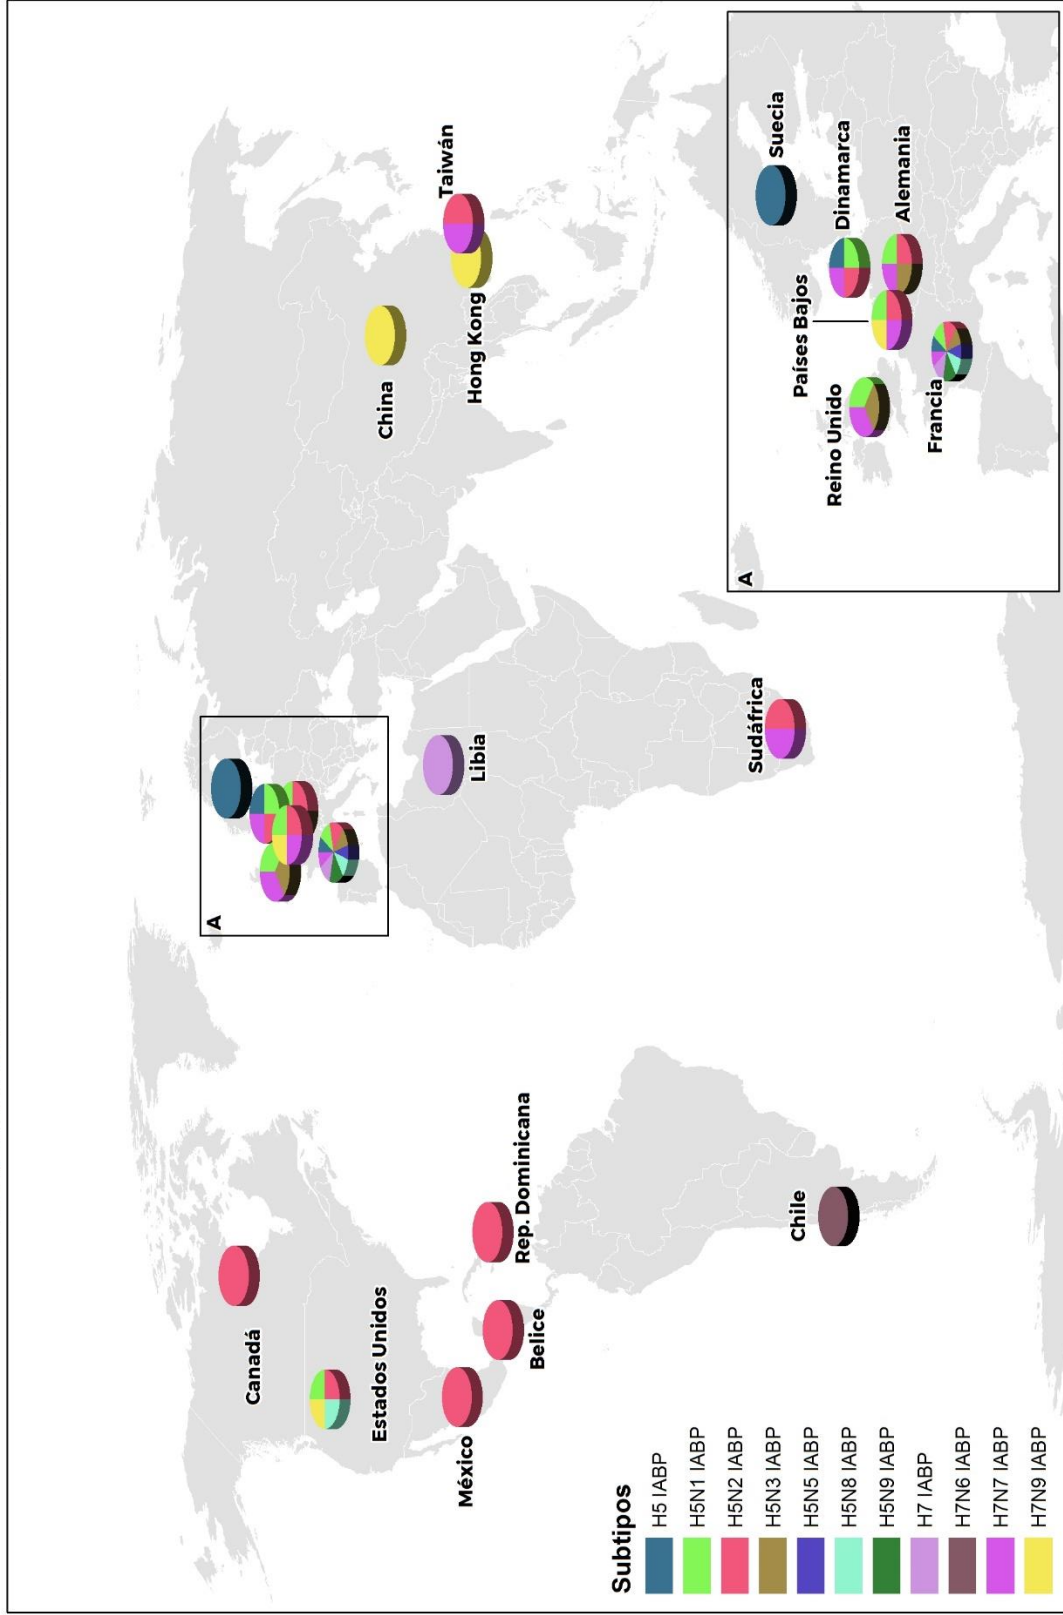 Canadá
Estados Unidos
México
Belice
Rep. Dominicana
Chile
A
Libia
Sudáfrica
China
Hong Kong
Taiwán
Subtipos
H5 IABP
H5N1 IABP
H5N2 IABP
H5N3 IABP
H5N5 IABP
H5N8 IABP
H5N9 IABP
H7 IABP
H7N6 IABP
H7N7 IABP
H7N9 IABP
A
Suecia
Dinamarca
Países Bajos
Alemania
Reino Unido
Francia